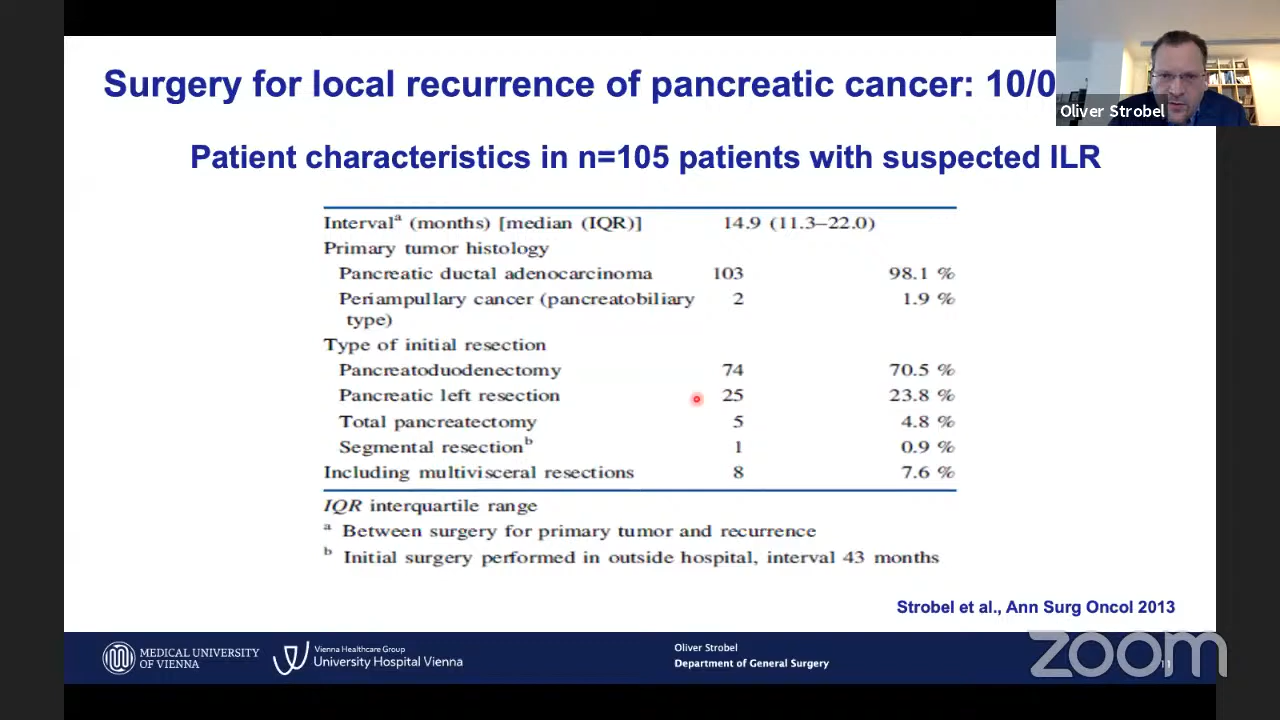 Surgery for local recurrence of pancreatic cancer: 10/0
Oliver Strobel
Patient characteristics in n=105 patients with suspected ILR
Intervalᵃ (months) [median (IQR)] 14.9 (11.3–22.0)
Primary tumor histology
Pancreatic ductal adenocarcinoma 103 98.1 %
Periampullary cancer (pancreatobiliary 2 1.9 %
type)
Type of initial resection
Pancreatoduodenectomy 74 70.5 %
Pancreatic left resection 25 23.8 %
Total pancreatectomy 5 4.8 %
Segmental resectionᵇ 1 0.9 %
Including multivisceral resections 8 7.6 %
IQR interquartile range
ᵃ Between surgery for primary tumor and recurrence
ᵇ Initial surgery performed in outside hospital, interval 43 months
Strobel et al., Ann Surg Oncol 2013
MEDICAL UNIVERSITY
OF VIENNA
Vienna Healthcare Group
University Hospital Vienna
Oliver Strobel
Department of General Surgery
zoom
11